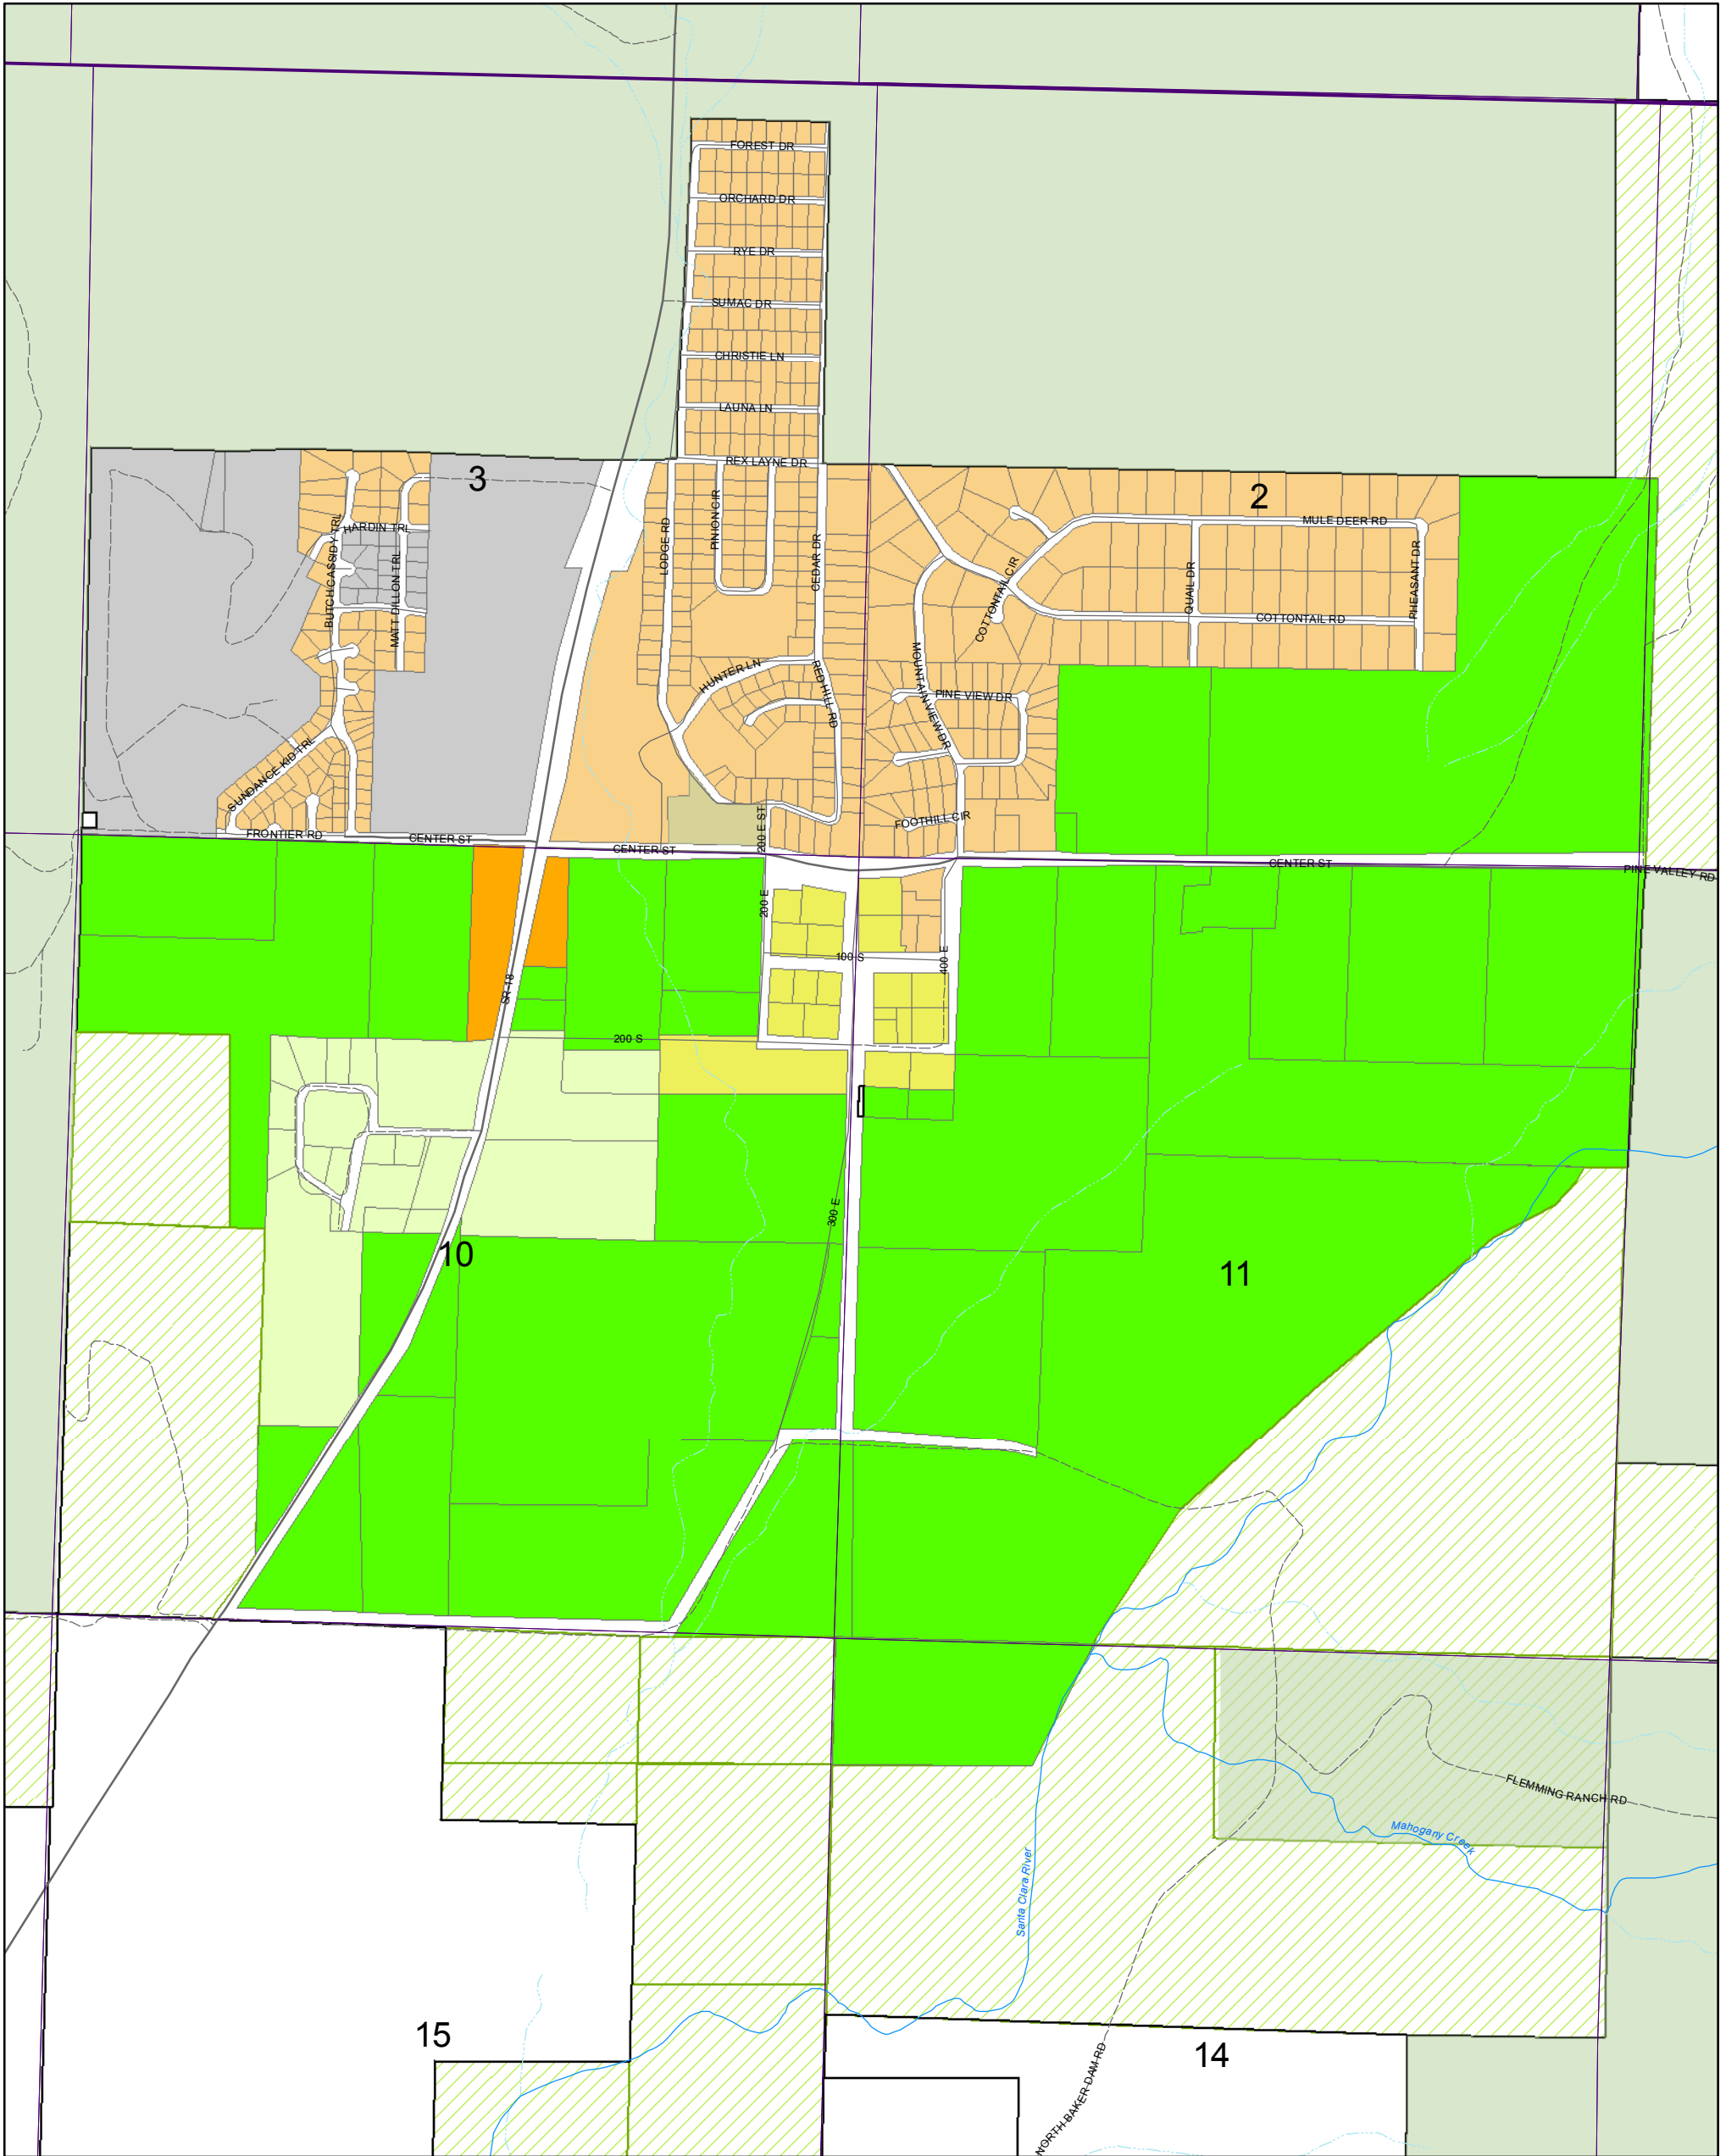 FOREST DR
ORCHARD DR
RYE DR
SUMAC DR
CHRISTIE LN
LAUNA LN
REX LAYNE DR
3
2
PINION CIR
LODGE RD
CEDAR DR
MULE DEER RD
HARDIN TRL
BUTCH CASSIDY TRL
MATT DILLON TRL
COTTONTAIL CIR
QUAIL DR
PHEASANT DR
COTTONTAIL RD
HUNTER LN
RED HILL RD
MOUNTAIN VIEW DR
PINE VIEW DR
SUNDANCE KID TRL
FOOTHILL CIR
FRONTIER RD
CENTER ST
CENTER ST
200 E ST
CENTER ST
PINE VALLEY RD
200 E
100 S
400 E
SR-18
200 S
300 E
10
11
FLEMMING RANCH RD
Mahogany Creek
Santa Clara River
15
14
NORTH BAKER DAM RD